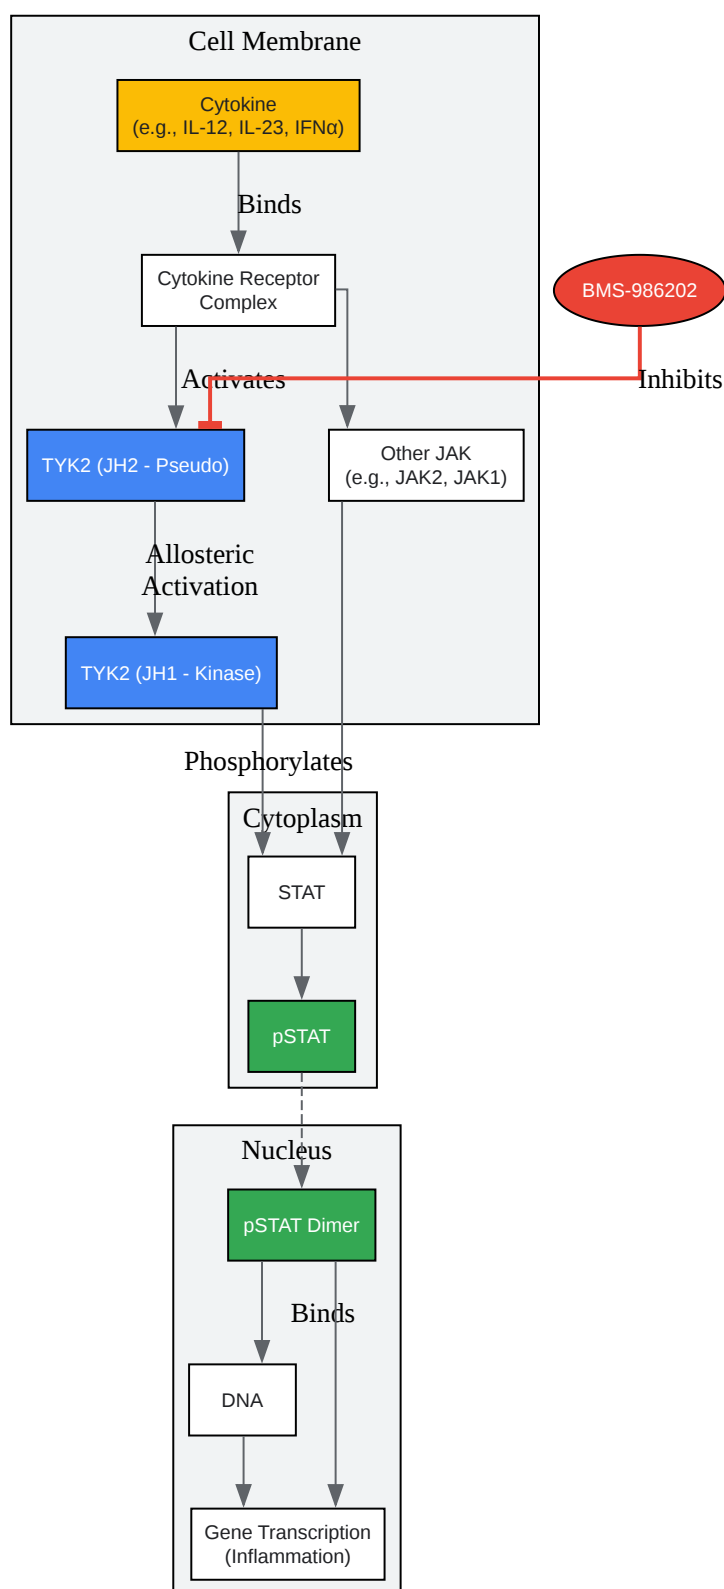 Cell Membrane
Cytokine
(e.g., IL-12, IL-23, IFNα)
Binds
Cytokine Receptor
Complex
BMS-986202
Activates
Inhibits
TYK2 (JH2 - Pseudo)
Other JAK
(e.g., JAK2, JAK1)
Allosteric
Activation
TYK2 (JH1 - Kinase)
Phosphorylates
Cytoplasm
STAT
pSTAT
Nucleus
pSTAT Dimer
Binds
DNA
Gene Transcription
(Inflammation)